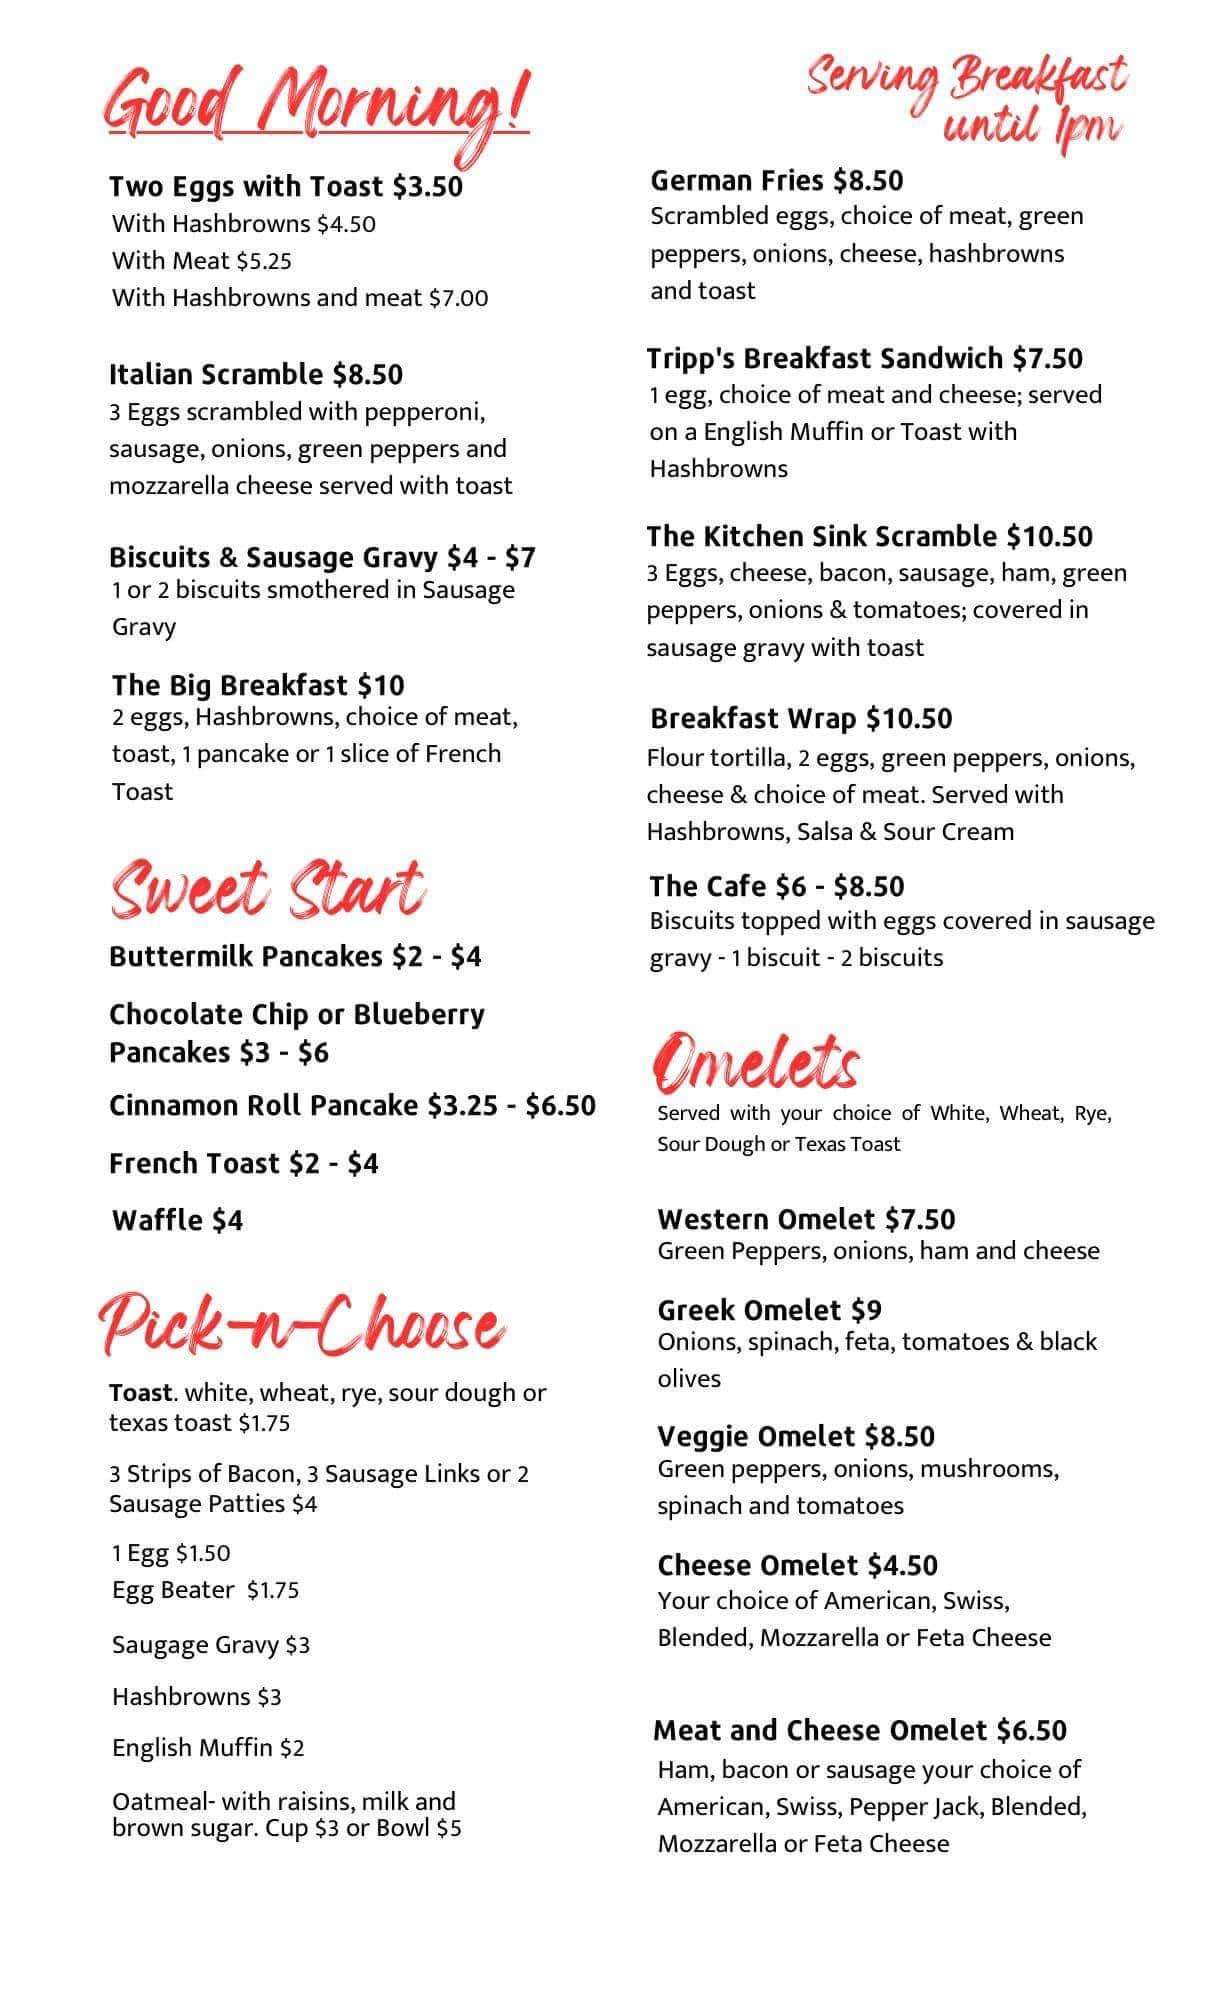 Good Morning!
Two Eggs with Toast $3.50
With Hashbrowns $4.50
With Meat $5.25
With Hashbrowns and meat $7.00
Italian Scramble $8.50
3 Eggs scrambled with pepperoni,
sausage, onions, green peppers and
mozzarella cheese served with toast
Biscuits & Sausage Gravy $4 - $7
1 or 2 biscuits smothered in Sausage
Gravy
The Big Breakfast $10
2 eggs, Hashbrowns, choice of meat,
toast, 1 pancake or 1 slice of French
Toast
Sweet Start
Buttermilk Pancakes $2 - $4
Chocolate Chip or Blueberry
Pancakes $3 - $6
Cinnamon Roll Pancake $3.25 - $6.50
French Toast $2 - $4
Waffle $4
Pick-n-Choose
Toast. white, wheat, rye, sour dough or
texas toast $1.75
3 Strips of Bacon, 3 Sausage Links or 2
Sausage Patties $4
1 Egg $1.50
Egg Beater $1.75
Saugage Gravy $3
Hashbrowns $3
English Muffin $2
Oatmeal- with raisins, milk and
brown sugar. Cup $3 or Bowl $5
Serving Breakfast
until 1pm
German Fries $8.50
Scrambled eggs, choice of meat, green
peppers, onions, cheese, hashbrowns
and toast
Tripp's Breakfast Sandwich $7.50
1 egg, choice of meat and cheese; served
on a English Muffin or Toast with
Hashbrowns
The Kitchen Sink Scramble $10.50
3 Eggs, cheese, bacon, sausage, ham, green
peppers, onions & tomatoes; covered in
sausage gravy with toast
Breakfast Wrap $10.50
Flour tortilla, 2 eggs, green peppers, onions,
cheese & choice of meat. Served with
Hashbrowns, Salsa & Sour Cream
The Cafe $6 - $8.50
Biscuits topped with eggs covered in sausage
gravy - 1 biscuit - 2 biscuits
Omelets
Served with your choice of White, Wheat, Rye,
Sour Dough or Texas Toast
Western Omelet $7.50
Green Peppers, onions, ham and cheese
Greek Omelet $9
Onions, spinach, feta, tomatoes & black
olives
Veggie Omelet $8.50
Green peppers, onions, mushrooms,
spinach and tomatoes
Cheese Omelet $4.50
Your choice of American, Swiss,
Blended, Mozzarella or Feta Cheese
Meat and Cheese Omelet $6.50
Ham, bacon or sausage your choice of
American, Swiss, Pepper Jack, Blended,
Mozzarella or Feta Cheese